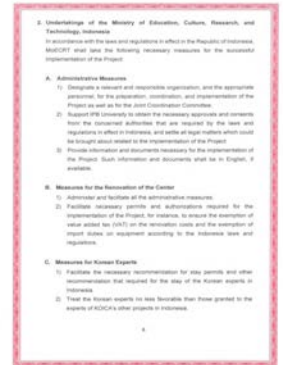 2. Undertakings of the Ministry of Education, Culture, Research, and
Technology, Indonesia
In accordance with the laws and regulations in effect in the Republic of Indonesia,
MoECRT shall take the following necessary measures for the successful
implementation of the Project:
A. Administrative Measures
1) Designate a relevant and responsible organization, and the appropriate
personnel, for the preparation, coordination, and implementation of the
Project as well as for the Joint Coordination Committee.
2) Support IPB University to obtain the necessary approvals and consents
from the concerned authorities that are required by the laws and
regulations in effect in Indonesia, and settle all legal matters which could
be brought about related to the implementation of the Project.
3) Provide information and documents necessary for the implementation of
the Project. Such information and documents shall be in English, if
available.
B. Measures for the Renovation of the Center
1) Administer and facilitate all the administrative measures.
2) Facilitate necessary permits and authorizations required for the
implementation of the Project, for instance, to ensure the exemption of
value added tax (VAT) on the renovation costs and the exemption of
import duties on equipment according to the Indonesia laws and
regulations.
C. Measures for Korean Experts
1) Facilitate the necessary recommendation for stay permits and other
recommendation that required for the stay of the Korean experts in
Indonesia.
2) Treat the Korean experts no less favorable than those granted to the
experts of KOICA's other projects in Indonesia.